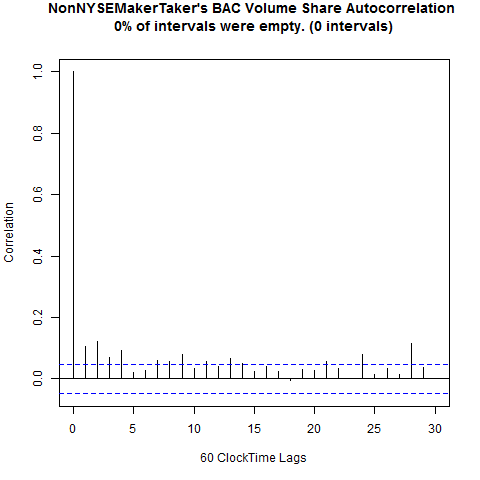 NonNYSEMakerTaker's BAC Volume Share Autocorrelation
0% of intervals were empty. (0 intervals)
1.0
0.8
0.6
0.4
0.2
0.0
Correlation
0 5 10 15 20 25 30
60 ClockTime Lags